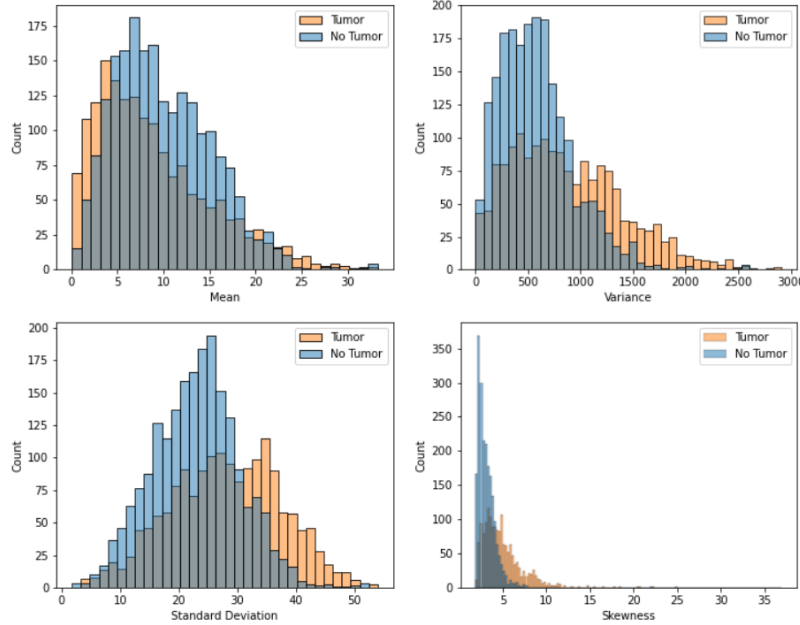 Tumor
No Tumor
175
150
125
100
75
50
25
0
Count
0 5 10 15 20 25 30
Mean
Tumor
No Tumor
200
175
150
125
100
75
50
25
0
Count
0 500 1000 1500 2000 2500 3000
Variance
Tumor
No Tumor
200
175
150
125
100
75
50
25
0
Count
0 10 20 30 40 50
Standard Deviation
Tumor
No Tumor
350
300
250
200
150
100
50
0
Count
5 10 15 20 25 30 35
Skewness